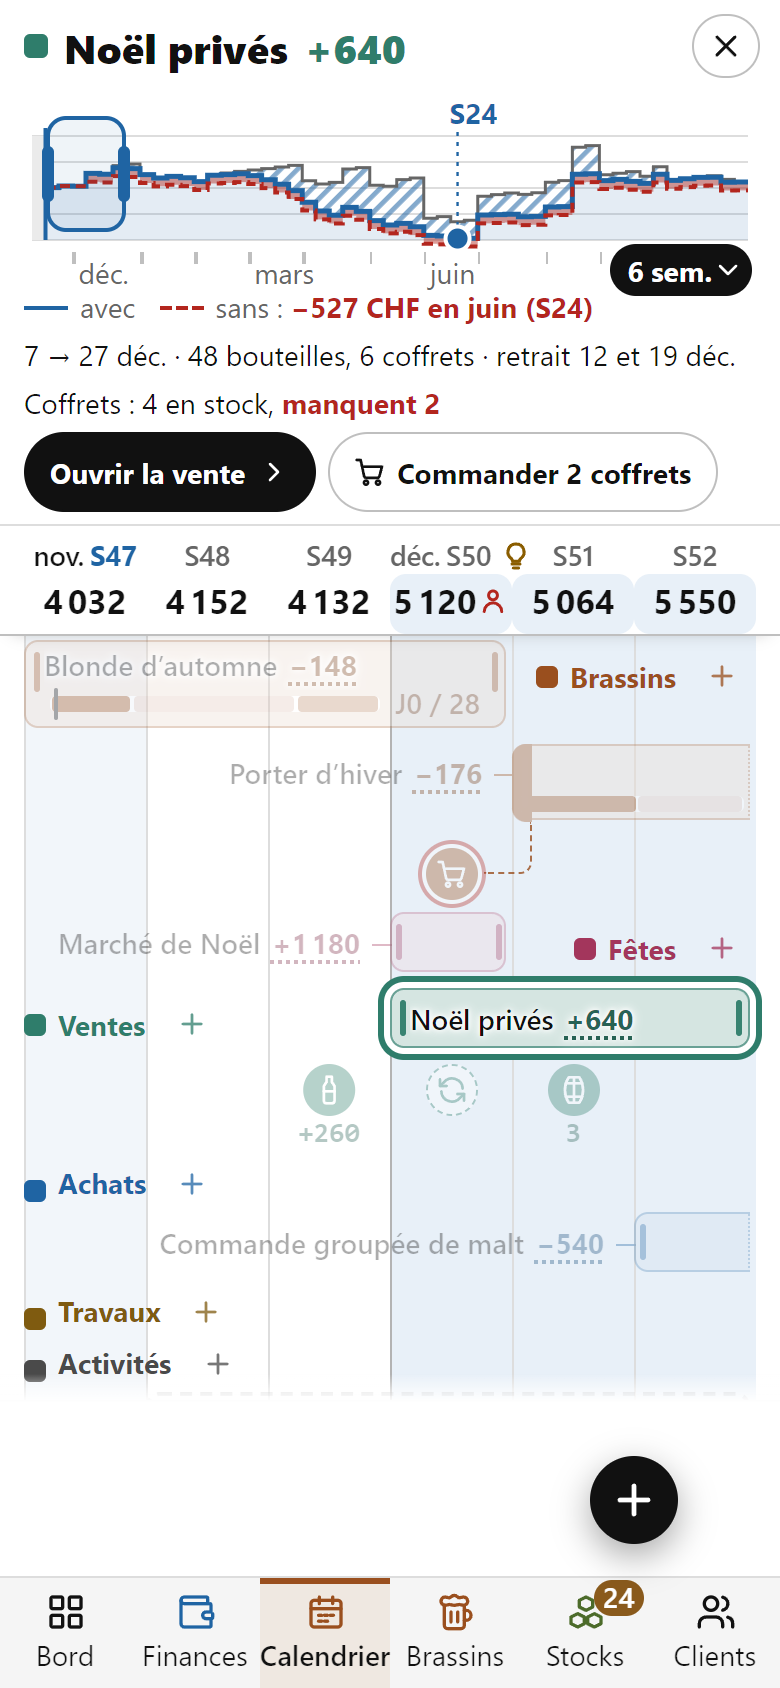 Noël privés +640
S24
déc. mars juin
6 sem.
avec sans : −527 CHF en juin (S24)
7 → 27 déc. · 48 bouteilles, 6 coffrets · retrait 12 et 19 déc.
Coffrets : 4 en stock, manquent 2
Ouvrir la vente
Commander 2 coffrets
nov. S47 S48 S49 déc. S50 S51 S52
4 032 4 152 4 132 5 120 5 064 5 550
Blonde d’automne −148
J0 / 28
Brassins +
Porter d’hiver −176
Marché de Noël +1 180
Fêtes +
Noël privés +640
Ventes +
+260 3
Achats +
Commande groupée de malt −540
Travaux +
Activités +
+
24
Bord Finances Calendrier Brassins Stocks Clients